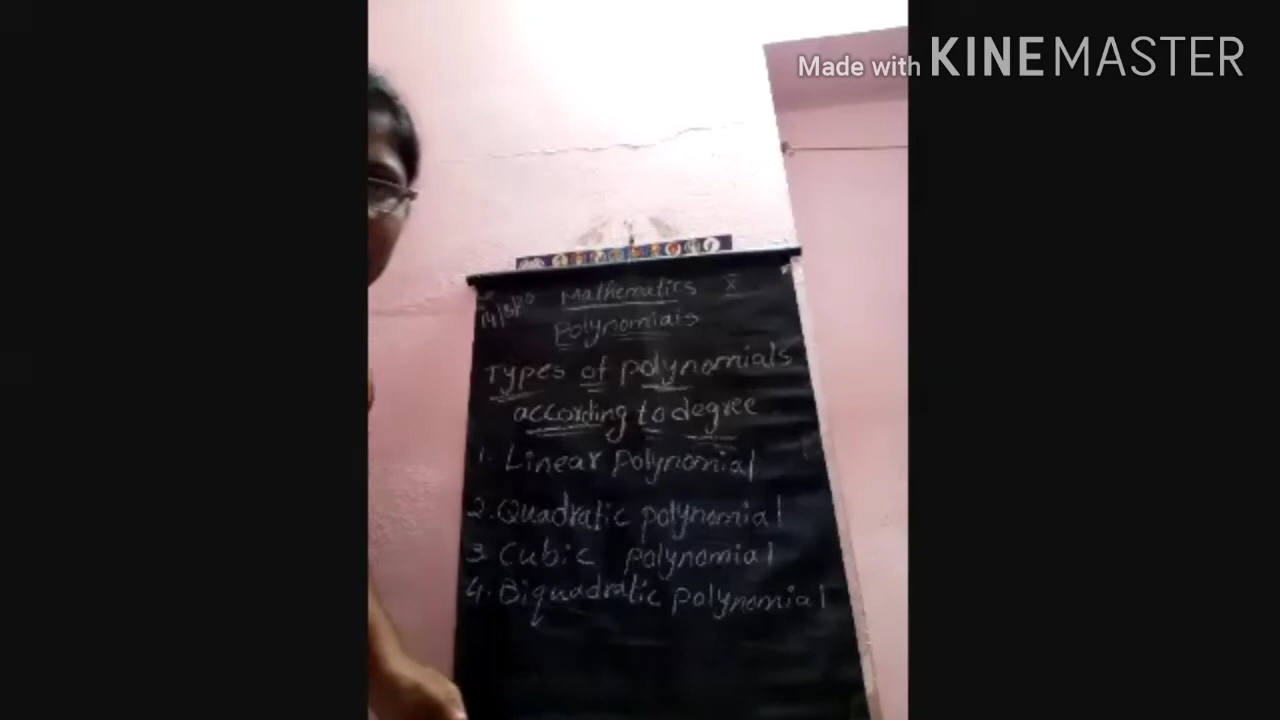 Made with KINEMASTER
Mathematics X
Polynomials
Types of polynomials
according to degree
1. Linear polynomial
2. Quadratic polynomial
3 Cubic polynomial
4. Biquadratic polynomial